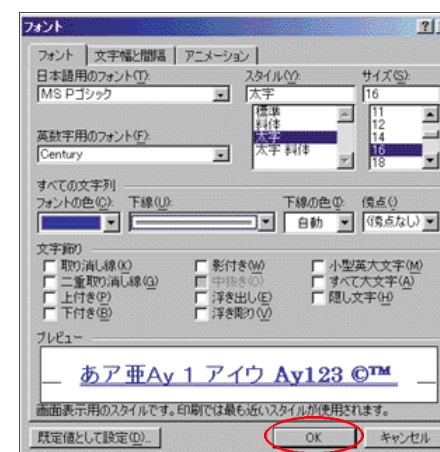 フォント
フォント 文字幅と間隔 アニメーション
日本語用のフォント(T): スタイル(Y): サイズ(S):
MS Pゴシック 太字 16
標準 11
斜体 12
太字 14
太字 斜体 16
18
英数字用のフォント(F):
Century
すべての文字列
フォントの色(C): 下線(U): 下線の色(I): 傍点(:)
自動 (傍点なし)
文字飾り
取り消し線(K) 影付き(W) 小型英大文字(M)
二重取り消し線(G) 中抜き(O) すべて大文字(A)
上付き(P) 浮き出し(E) 隠し文字(H)
下付き(B) 浮き彫り(V)
プレビュー
あア亜Ay 1 アイウ Ay123 ©™
画面表示用のスタイルです。印刷では最も近いスタイルが使用されます。
既定値として設定(D)... OK キャンセル